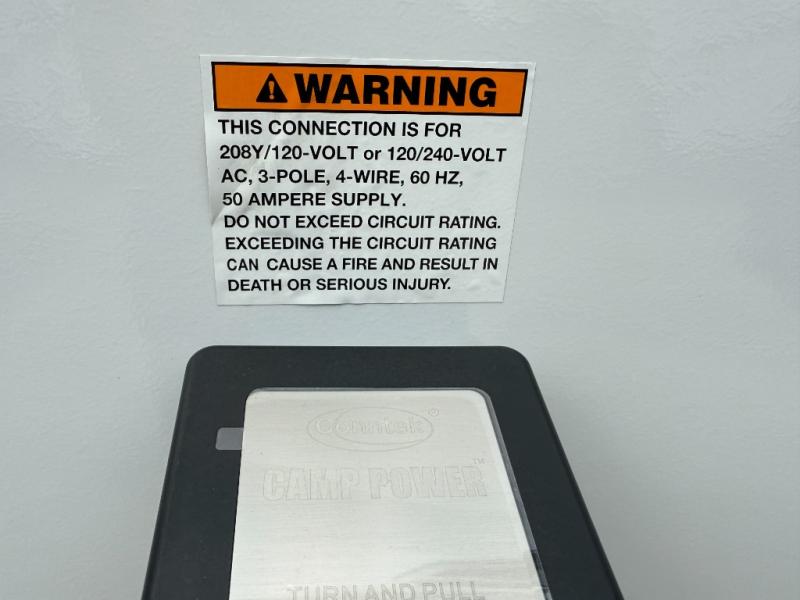 WARNING
THIS CONNECTION IS FOR
208Y/120-VOLT or 120/240-VOLT
AC, 3-POLE, 4-WIRE, 60 HZ,
50 AMPERE SUPPLY.
DO NOT EXCEED CIRCUIT RATING.
EXCEEDING THE CIRCUIT RATING
CAN CAUSE A FIRE AND RESULT IN
DEATH OR SERIOUS INJURY.
Conntek®
CAMP POWER™
TURN AND PULL